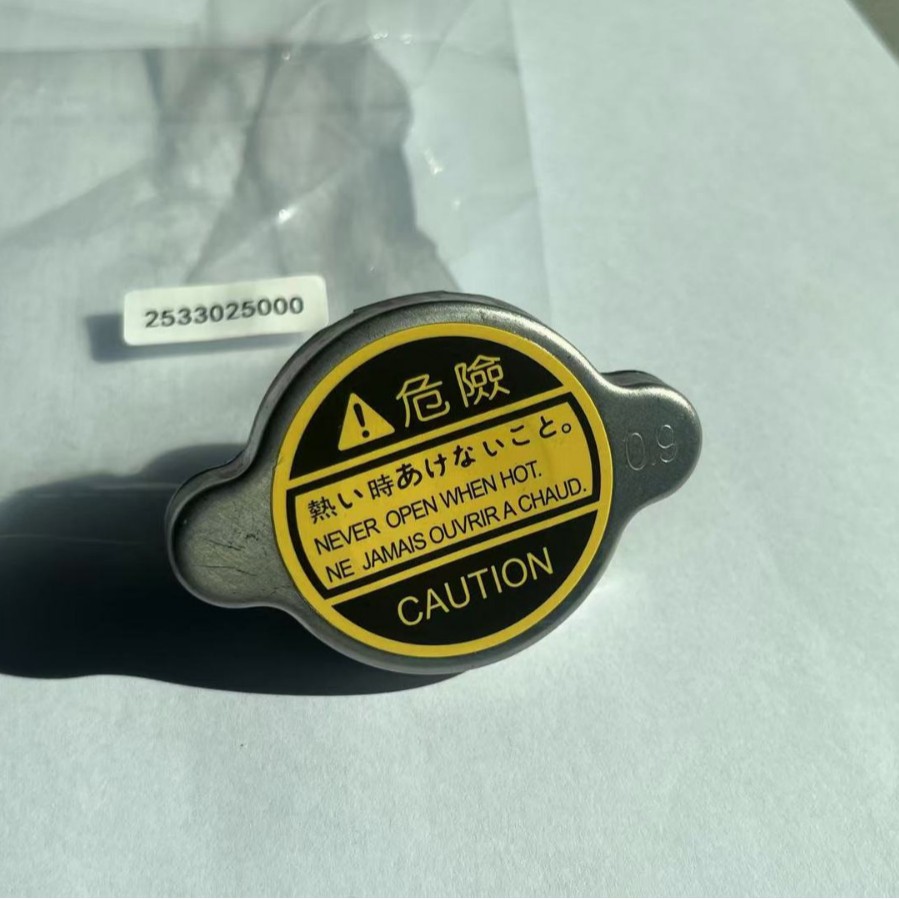 2533025000
危險
熱い時あけないこと。
NEVER OPEN WHEN HOT.
NE JAMAIS OUVRIR A CHAUD.
CAUTION
0.9